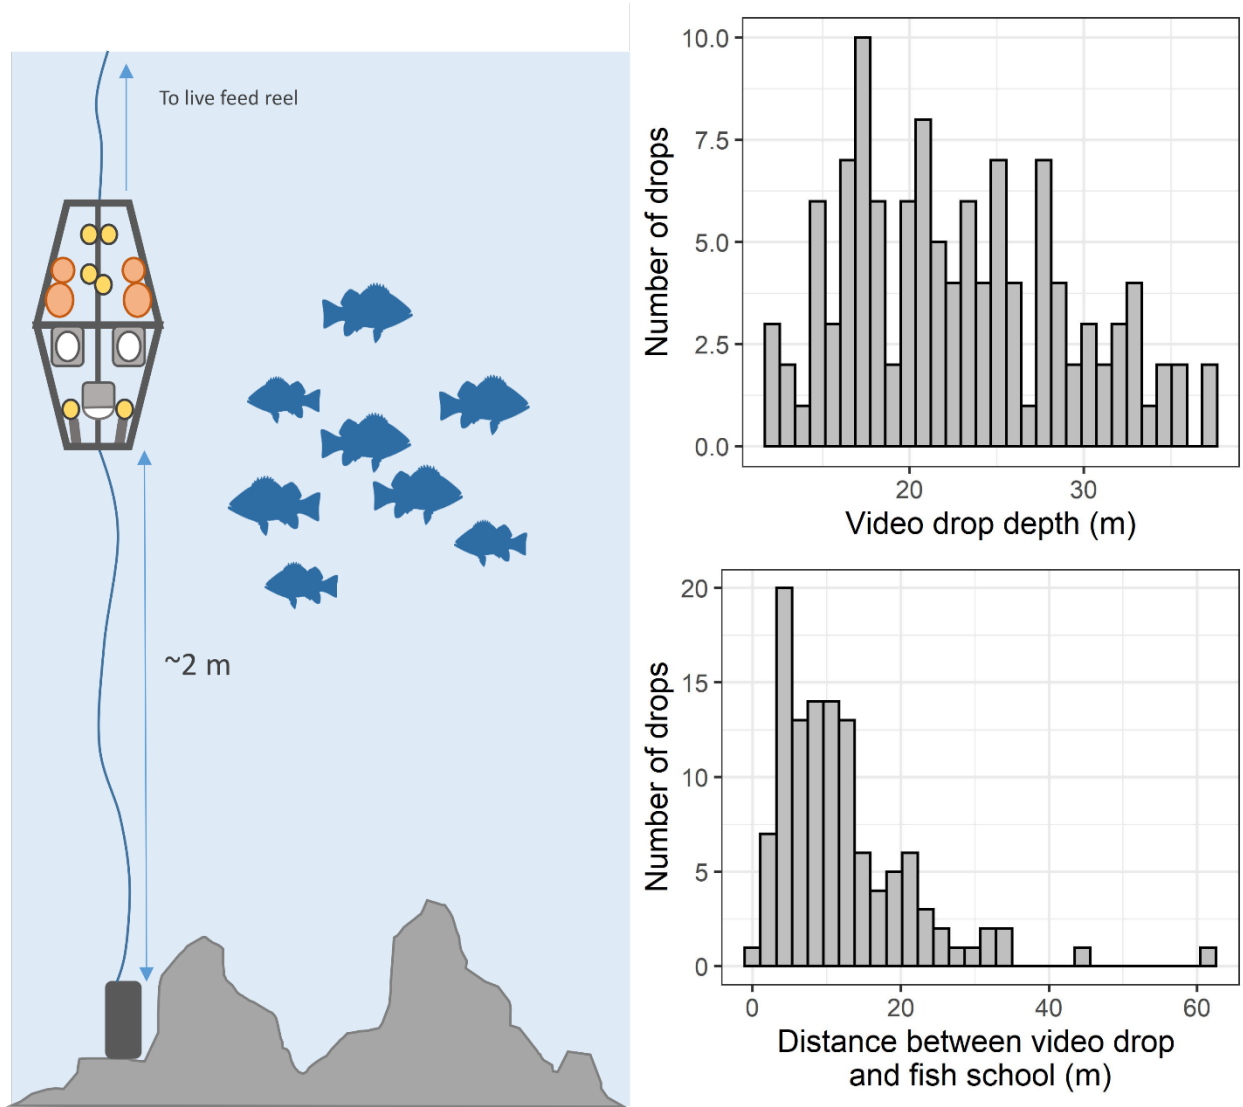 To live feed reel
~2 m
10.0
7.5
5.0
2.5
0.0
Number of drops
20 30
Video drop depth (m)
20
15
10
5
0
Number of drops
0 20 40 60
Distance between video drop
and fish school (m)